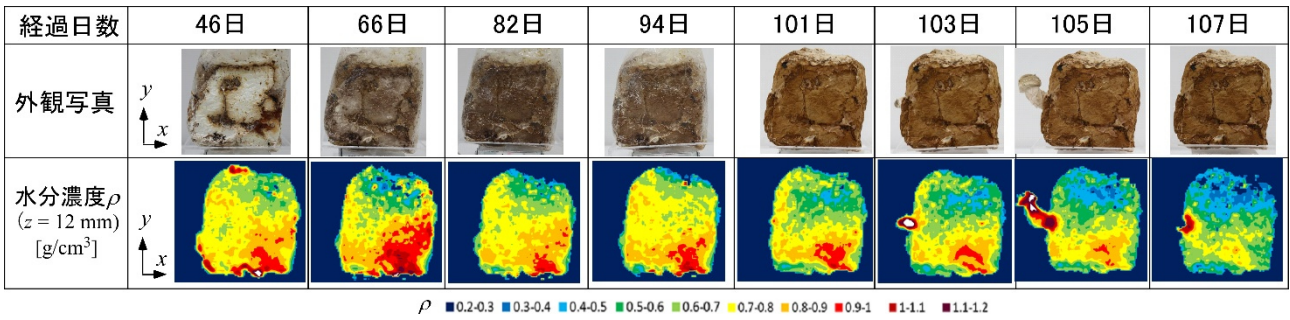 経過日数 46日 66日 82日 94日 101日 103日 105日 107日
外観写真 y x
水分濃度ρ
(z = 12 mm)
[g/cm³]
y x
ρ 0.2-0.3 0.3-0.4 0.4-0.5 0.5-0.6 0.6-0.7 0.7-0.8 0.8-0.9 0.9-1 1-1.1 1.1-1.2